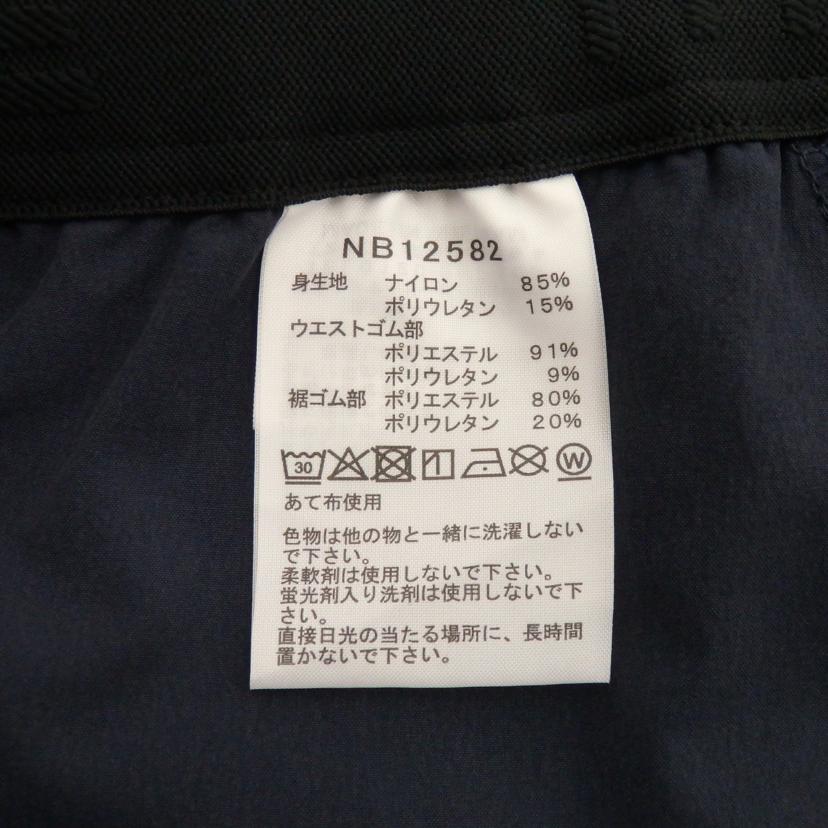 NB12582
身生地 ナイロン 85%
ポリウレタン 15%
ウエストゴム部
ポリエステル 91%
ポリウレタン 9%
裾ゴム部 ポリエステル 80%
ポリウレタン 20%
30 W
あて布使用
色物は他の物と一緒に洗濯しない
で下さい。
柔軟剤は使用しないで下さい。
蛍光剤入り洗剤は使用しないで下
さい。
直接日光の当たる場所に、長時間
置かないで下さい。